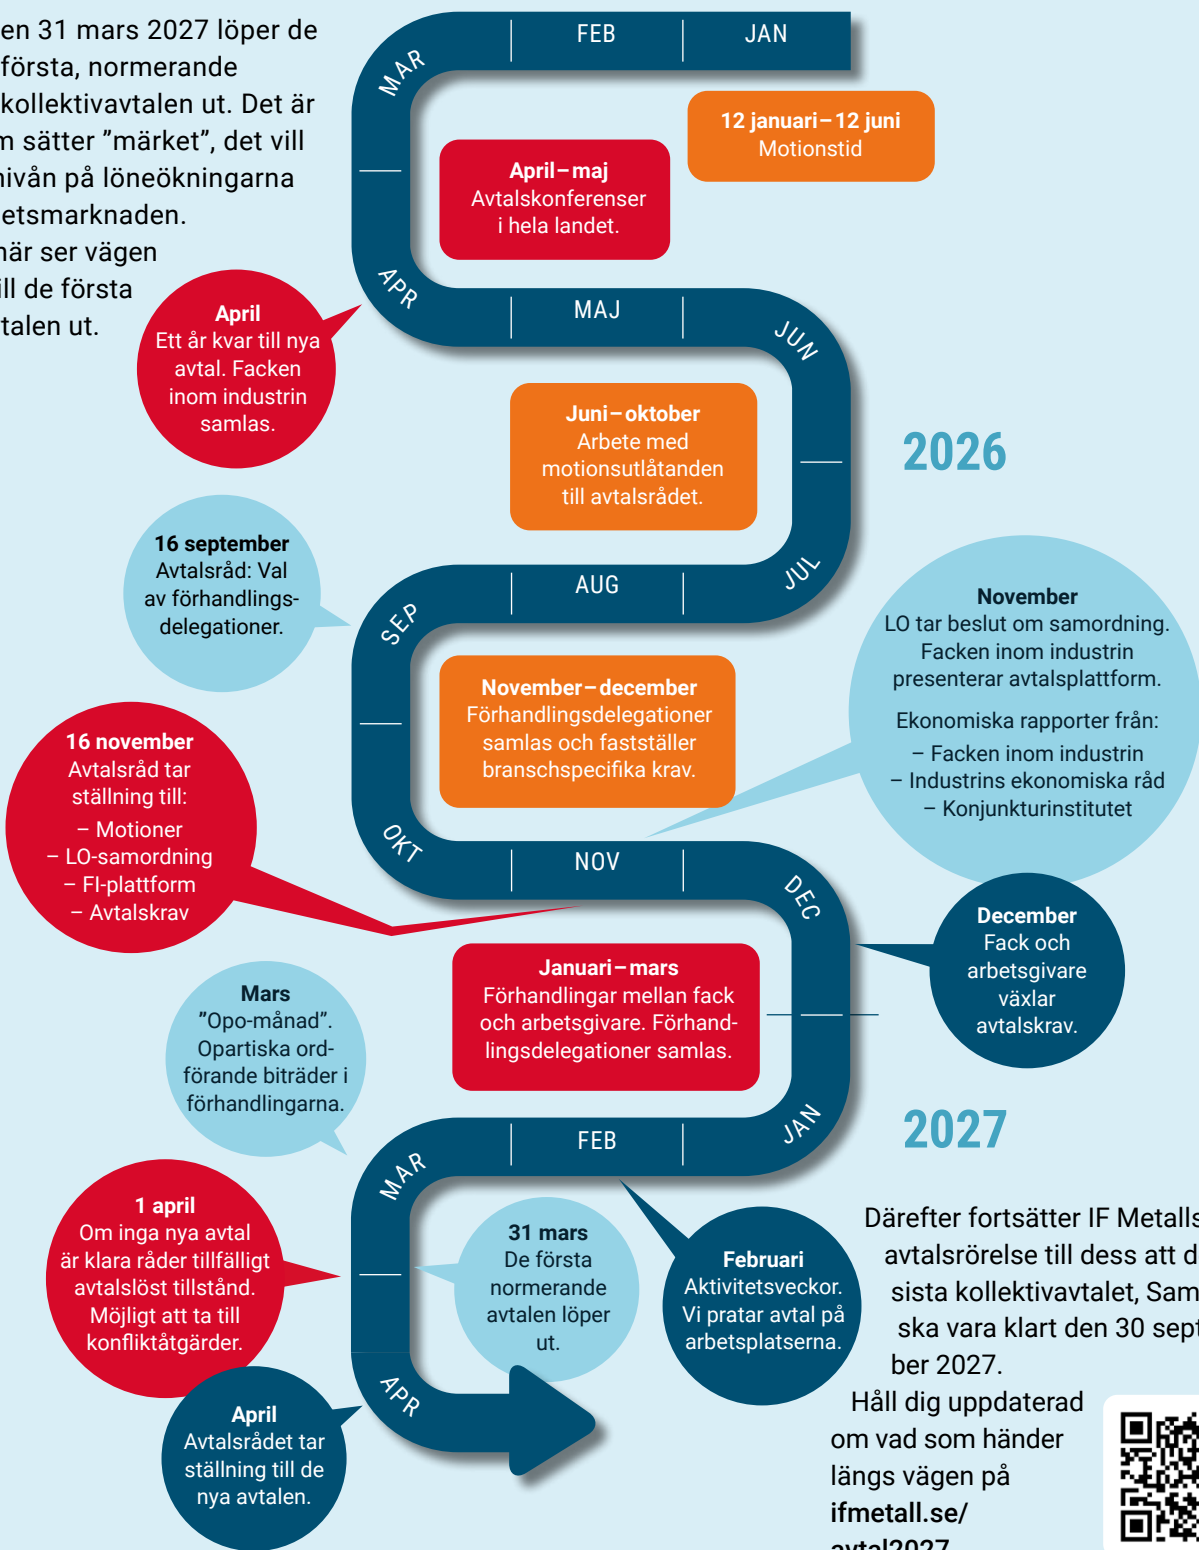 en 31 mars 2027 löper de
första, normerande
kollektivavtalen ut. Det är
m sätter ”märket”, det vill
nivån på löneökningarna
etsmarknaden.
när ser vägen
ill de första
talen ut.
JAN
FEB
MAR
12 januari – 12 juni
Motionstid
April – maj
Avtalskonferenser
i hela landet.
APR
April
Ett år kvar till nya
avtal. Facken
inom industrin
samlas.
MAJ
JUN
Juni – oktober
Arbete med
motionsutlåtanden
till avtalsrådet.
2026
JUL
AUG
SEP
16 september
Avtalsråd: Val
av förhandlings-
delegationer.
November
LO tar beslut om samordning.
Facken inom industrin
presenterar avtalsplattform.
Ekonomiska rapporter från:
– Facken inom industrin
– Industrins ekonomiska råd
– Konjunkturinstitutet
November – december
Förhandlingsdelegationer
samlas och fastställer
branschspecifika krav.
16 november
Avtalsråd tar
ställning till:
– Motioner
– LO-samordning
– FI-plattform
– Avtalskrav
OKT
NOV
DEC
December
Fack och
arbetsgivare
växlar
avtalskrav.
Januari – mars
Förhandlingar mellan fack
och arbetsgivare. Förhand-
lingsdelegationer samlas.
Mars
”Opo-månad”.
Opartiska ord-
förande biträder i
förhandlingarna.
JAN
2027
FEB
MAR
1 april
Om inga nya avtal
är klara råder tillfälligt
avtalslöst tillstånd.
Möjligt att ta till
konfliktåtgärder.
31 mars
De första
normerande
avtalen löper
ut.
Februari
Aktivitetsveckor.
Vi pratar avtal på
arbetsplatserna.
APR
April
Avtalsrådet tar
ställning till de
nya avtalen.
Därefter fortsätter IF Metalls
avtalsrörelse till dess att d
sista kollektivavtalet, Sam
ska vara klart den 30 sept
ber 2027.
Håll dig uppdaterad
om vad som händer
längs vägen på
ifmetall.se/
avtal2027